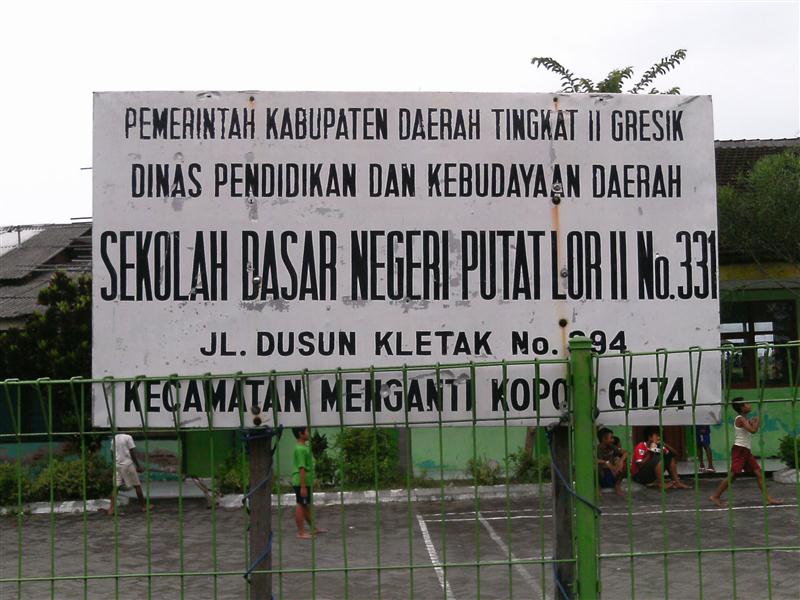 PEMERINTAH KABUPATEN DAERAH TINGKAT II GRESIK
DINAS PENDIDIKAN DAN KEBUDAYAAN DAERAH
SEKOLAH DASAR NEGERI PUTAT LOR II No. 331
JL. DUSUN KLETAK No.
KECAMATAN MENGANTI KOPOS 61174